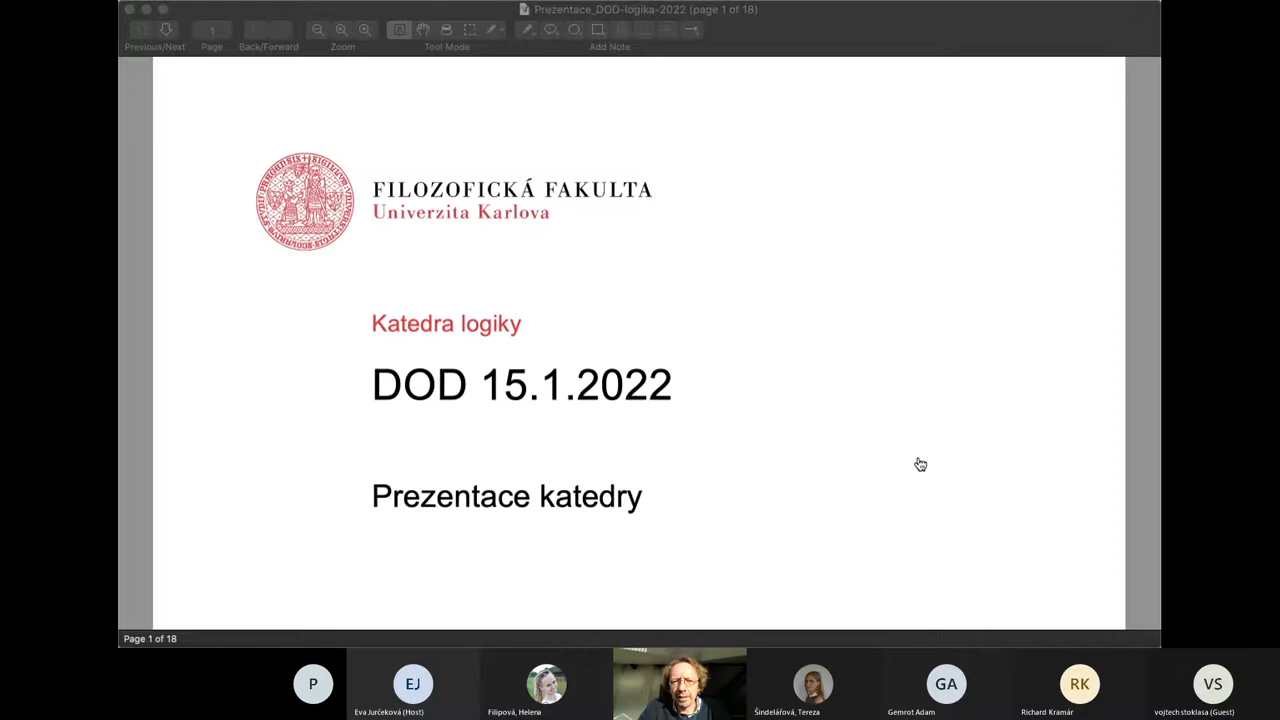 Prezentace_DOD-logika-2022 (page 1 of 18)
1
Previous/Next
Page
Back/Forward
Zoom
Tool Mode
Add Note
FILOZOFICKÁ FAKULTA
Univerzita Karlova
Katedra logiky
DOD 15.1.2022
Prezentace katedry
Page 1 of 18
P
EJ
GA
RK
VS
Eva Jurčeková (Host)
Filipová, Helena
Šindelářová, Tereza
Gemrot Adam
Richard Kramár
vojtech stoklasa (Guest)